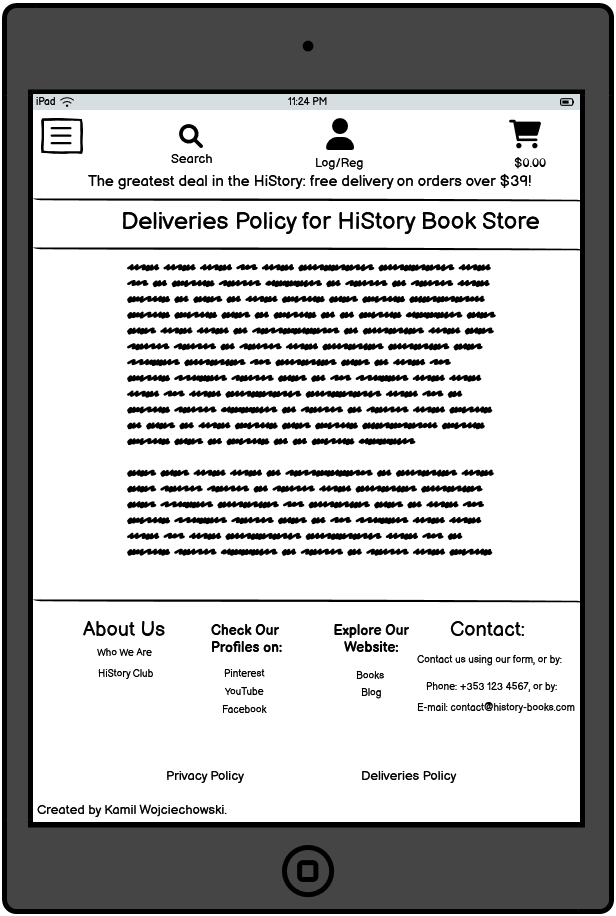 iPad 11:24 PM
Search
Log/Reg
$0.00
The greatest deal in the HiStory: free delivery on orders over $39!
Deliveries Policy for HiStory Book Store
About Us
Who We Are
HiStory Club
Check Our
Profiles on:
Pinterest
YouTube
Facebook
Explore Our
Website:
Books
Blog
Contact:
Contact us using our form, or by:
Phone: +353 123 4567, or by:
E-mail: contact@history-books.com
Privacy Policy
Deliveries Policy
Created by Kamil Wojciechowski.